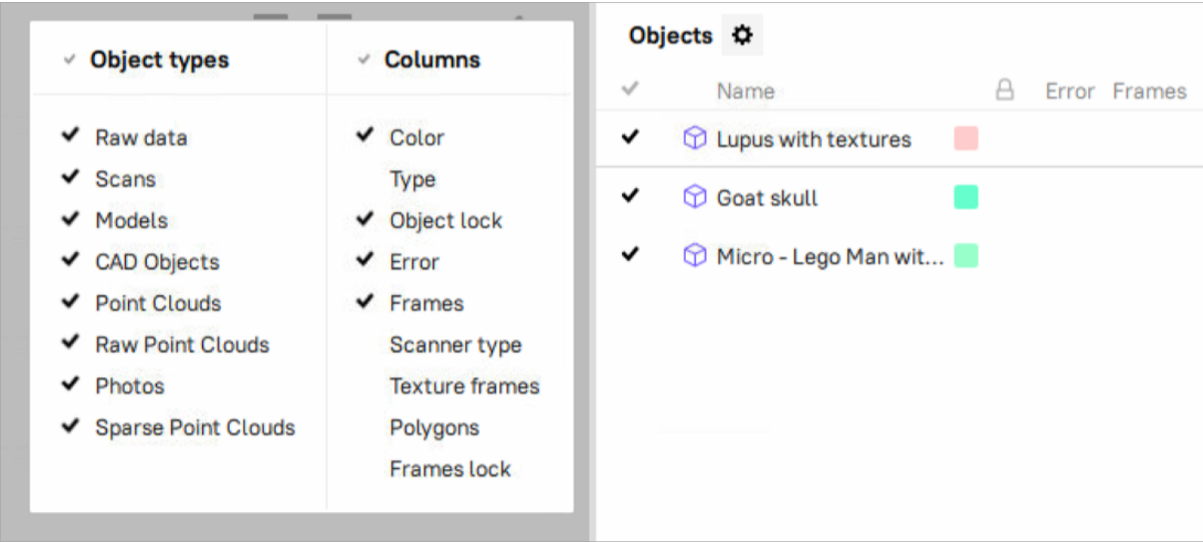 Object types
Raw data
Scans
Models
CAD Objects
Point Clouds
Raw Point Clouds
Photos
Sparse Point Clouds
Columns
Color
Type
Object lock
Error
Frames
Scanner type
Texture frames
Polygons
Frames lock
Objects
Name Error Frames
Lupus with textures
Goat skull
Micro - Lego Man wit...